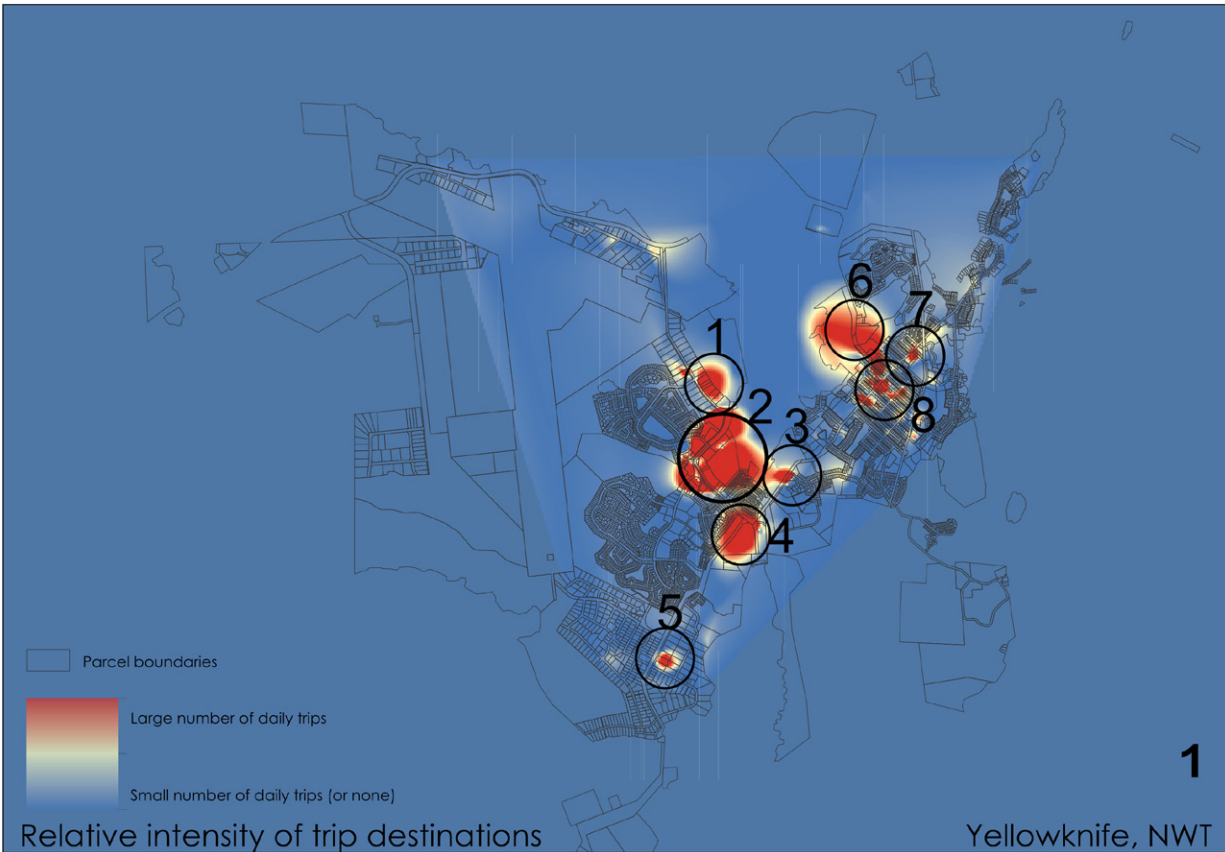 6
7
1
2
3
8
4
5
Parcel boundaries
Large number of daily trips
1
Small number of daily trips (or none)
Relative intensity of trip destinations
Yellowknife, NWT